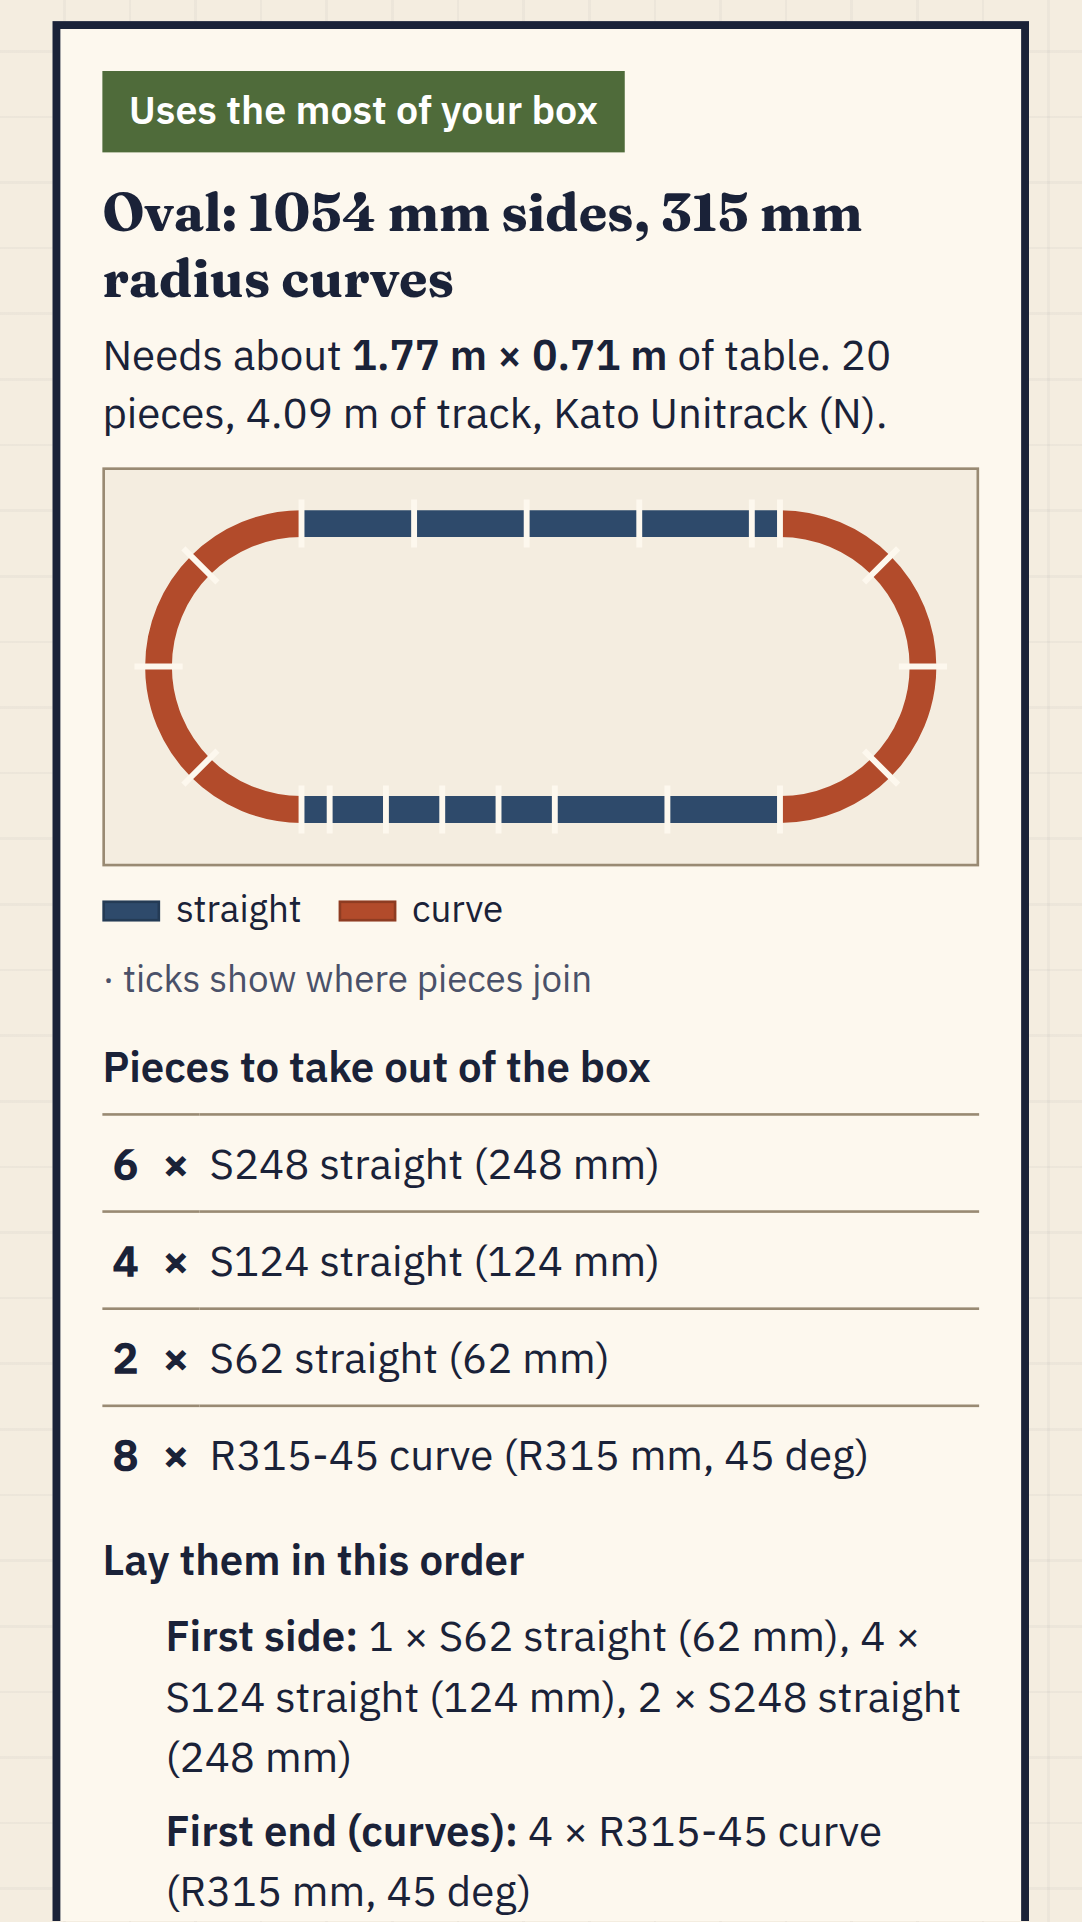 Uses the most of your box
Oval: 1054 mm sides, 315 mm
radius curves
Needs about 1.77 m × 0.71 m of table. 20
pieces, 4.09 m of track, Kato Unitrack (N).
straight curve
· ticks show where pieces join
Pieces to take out of the box
6 × S248 straight (248 mm)
4 × S124 straight (124 mm)
2 × S62 straight (62 mm)
8 × R315-45 curve (R315 mm, 45 deg)
Lay them in this order
First side: 1 × S62 straight (62 mm), 4 ×
S124 straight (124 mm), 2 × S248 straight
(248 mm)
First end (curves): 4 × R315-45 curve
(R315 mm, 45 deg)